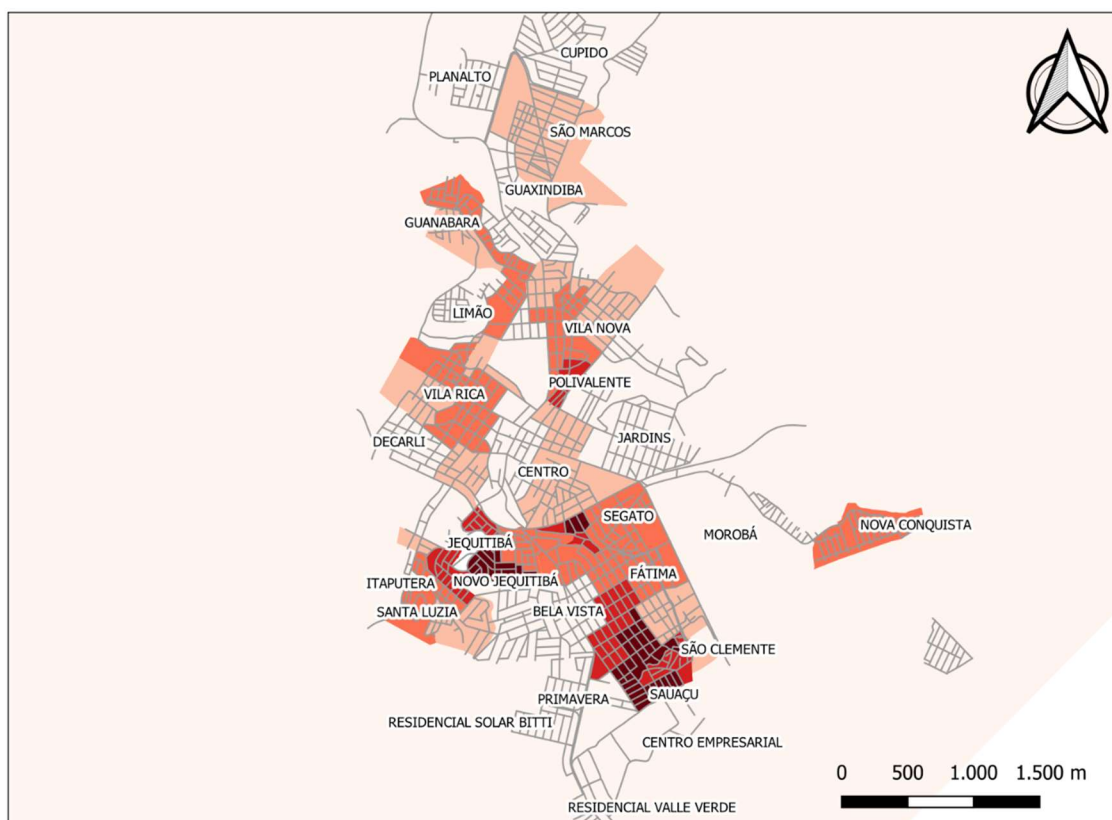 CUPIDO
PLANALTO
SÃO MARCOS
GUAXINDIBA
GUANABARA
LIMÃO
VILA NOVA
POLIVALENTE
VILA RICA
DECARLI
JARDINS
CENTRO
SEGATO
NOVA CONQUISTA
MOROBÁ
JEQUITIBÁ
FÁTIMA
ITAPUTERA
NOVO JEQUITIBÁ
SANTA LUZIA
BELA VISTA
SÃO CLEMENTE
SAUAÇU
PRIMAVERA
RESIDENCIAL SOLAR BITTI
CENTRO EMPRESARIAL
0 500 1.000 1.500 m
RESIDENCIAL VALLE VERDE